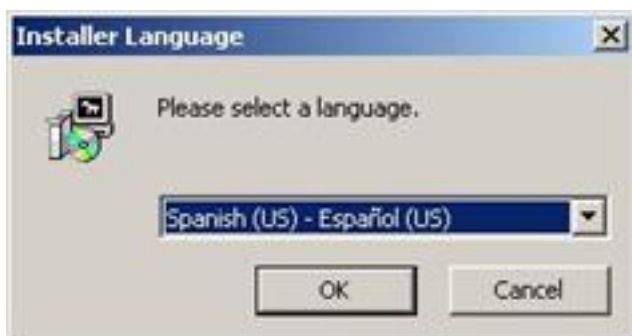 Installer Language
Please select a language.
Spanish (US) - Español (US)
OK Cancel